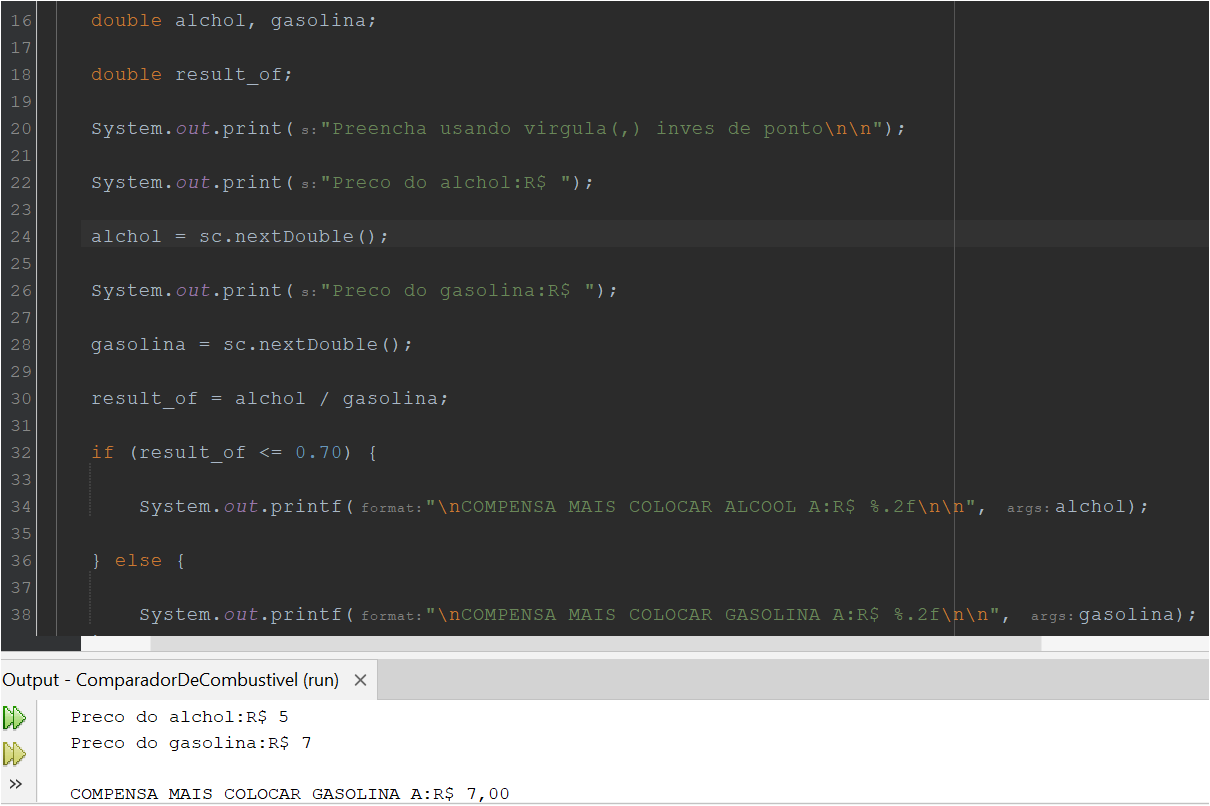 16 double alchol, gasolina;
17
18 double result_of;
19
20 System.out.print( s:"Preencha usando virgula(,) inves de ponto\n\n");
21
22 System.out.print( s:"Preco do alchol:R$ ");
23
24 alchol = sc.nextDouble();
25
26 System.out.print( s:"Preco do gasolina:R$ ");
27
28 gasolina = sc.nextDouble();
29
30 result_of = alchol / gasolina;
31
32 if (result_of <= 0.70) {
33
34 System.out.printf( format:"\nCOMPENSA MAIS COLOCAR ALCOOL A:R$ %.2f\n\n", args:alchol);
35
36 } else {
37
38 System.out.printf( format:"\nCOMPENSA MAIS COLOCAR GASOLINA A:R$ %.2f\n\n", args:gasolina);
Output - ComparadorDeCombustivel (run) ×
Preco do alchol:R$ 5
Preco do gasolina:R$ 7
»
COMPENSA MAIS COLOCAR GASOLINA A:R$ 7,00